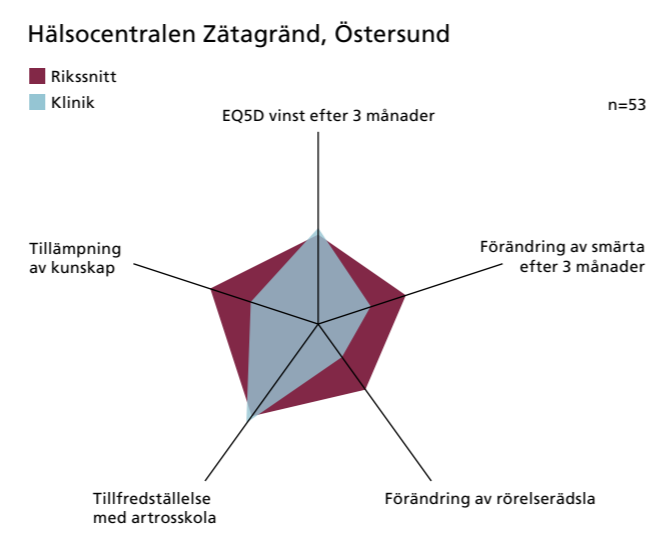 Hälsocentralen Zätagränd, Östersund
Rikssnitt
Klinik
n=53
EQ5D vinst efter 3 månader
Tillämpning
av kunskap
Förändring av smärta
efter 3 månader
Tillfredställelse
med artrosskola
Förändring av rörelserädsla